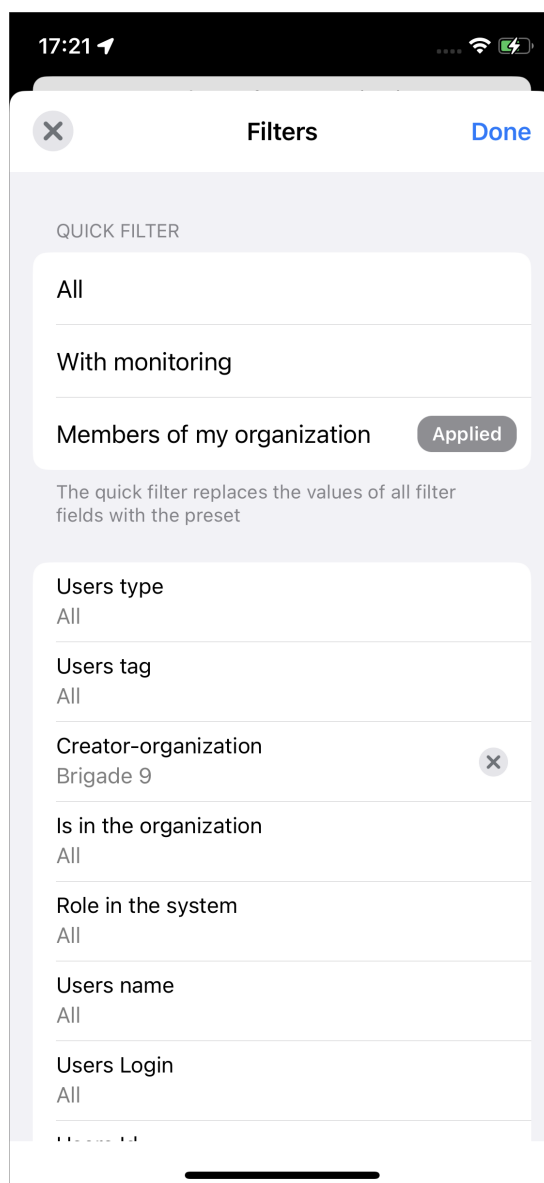 17:21
Filters
Done
QUICK FILTER
All
With monitoring
Members of my organization
Applied
The quick filter replaces the values of all filter
fields with the preset
Users type
All
Users tag
All
Creator-organization
Brigade 9
Is in the organization
All
Role in the system
All
Users name
All
Users Login
All